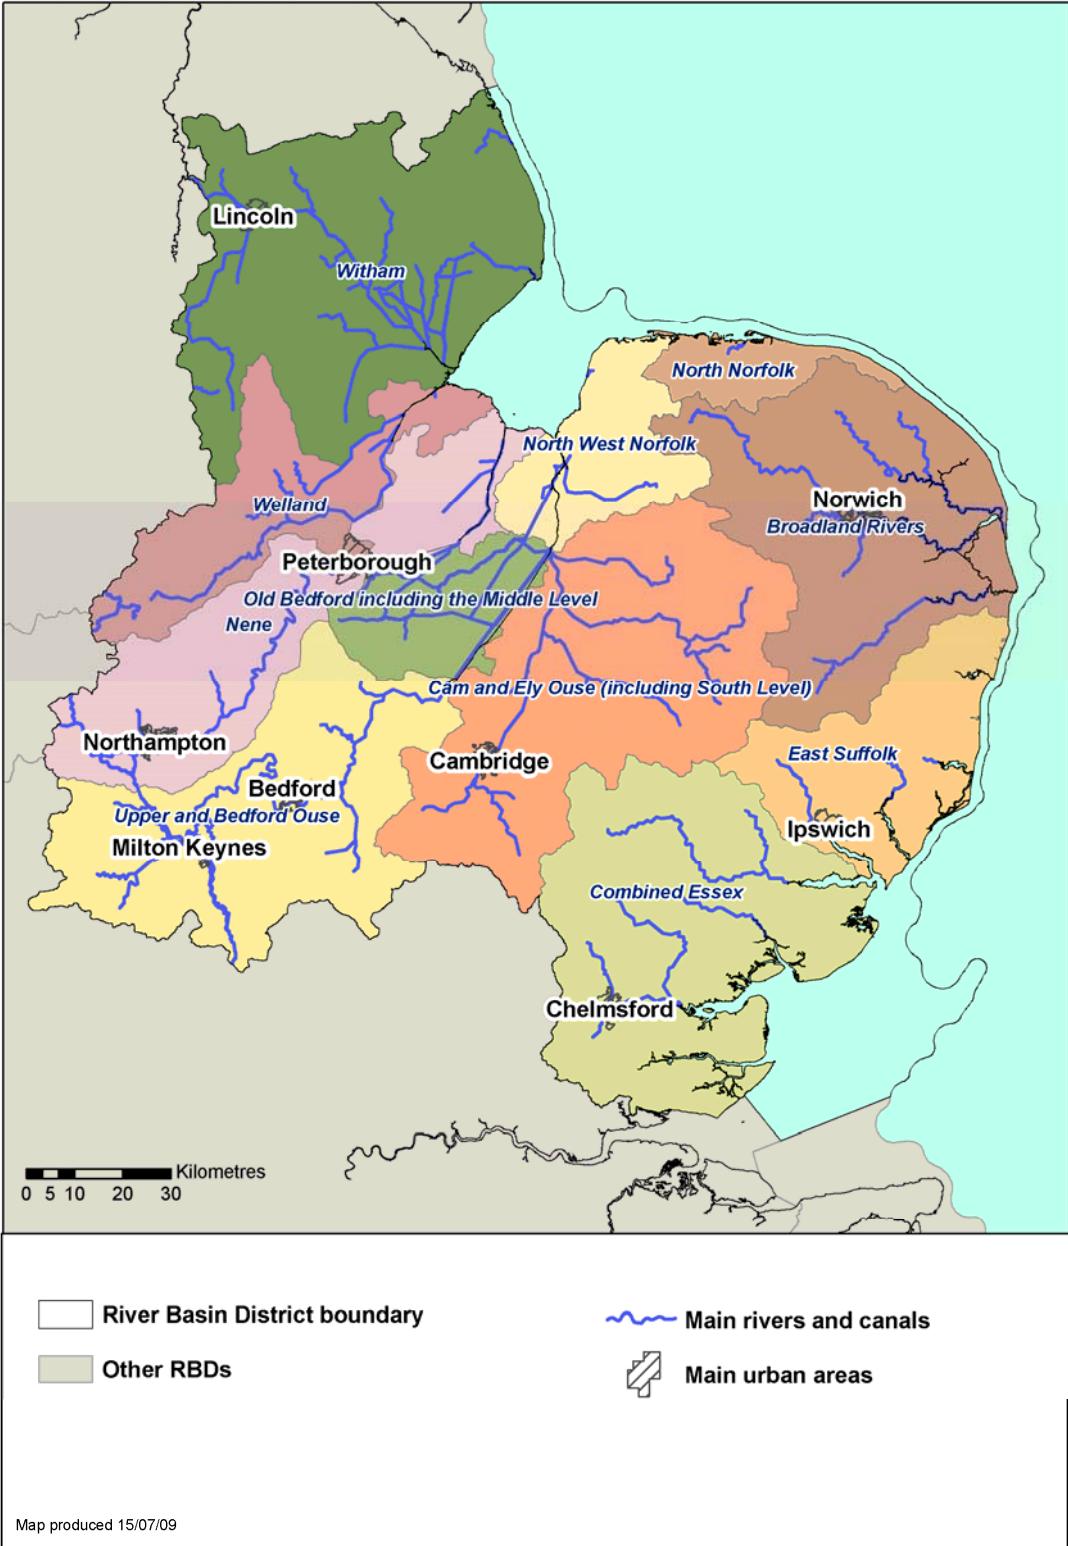 Lincoln
Witham
North Norfolk
North West Norfolk
Norwich
Welland
Broadland Rivers
Peterborough
Old Bedford including the Middle Level
Nene
Cam and Ely Ouse (including South Level)
Northampton
East Suffolk
Cambridge
Bedford
Upper and Bedford Ouse
Ipswich
Milton Keynes
Combined Essex
Chelmsford
Kilometres
0 5 10 20 30
River Basin District boundary
Main rivers and canals
Other RBDs
Main urban areas
Map produced 15/07/09